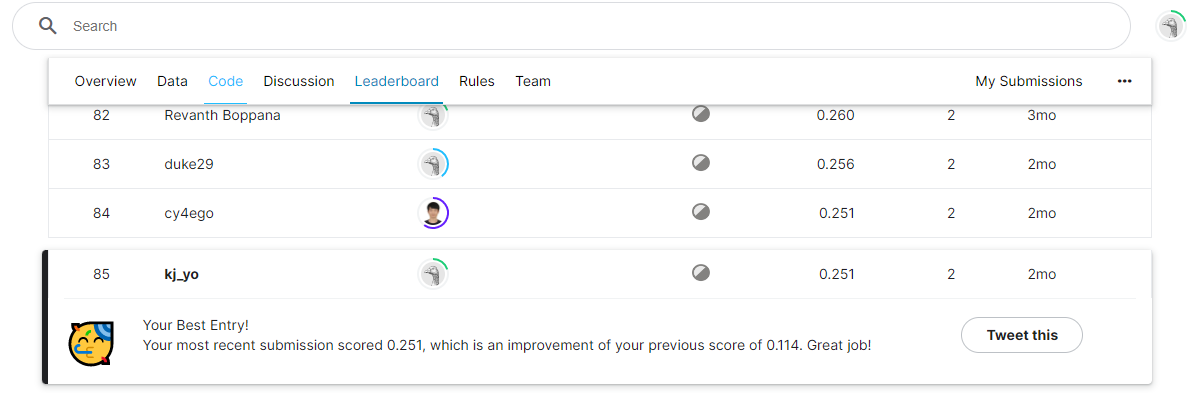 Search
Overview Data Code Discussion Leaderboard Rules Team My Submissions •••
82 Revanth Boppana 0.260 2 3mo
83 duke29 0.256 2 2mo
84 cy4ego 0.251 2 2mo
85 kj_yo 0.251 2 2mo
Your Best Entry!
Your most recent submission scored 0.251, which is an improvement of your previous score of 0.114. Great job!
Tweet this